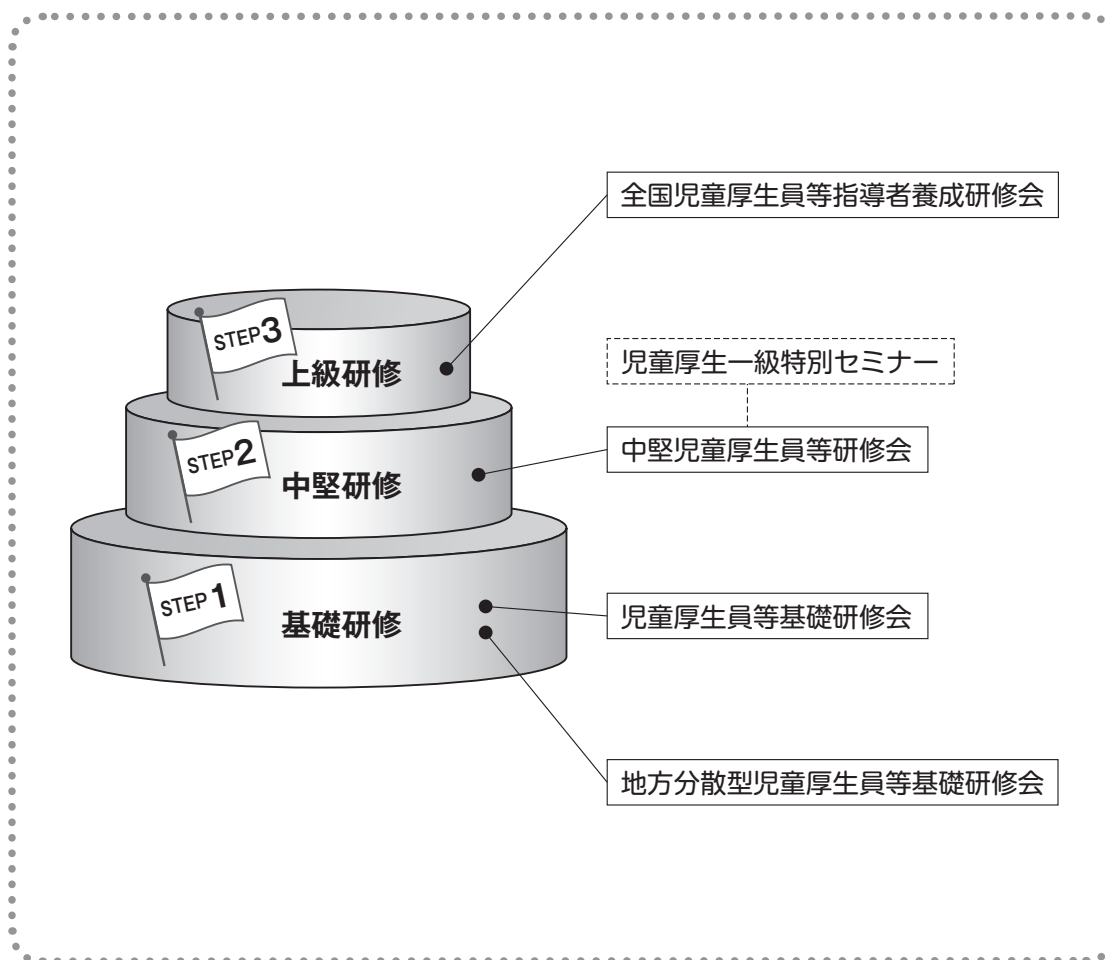 全国児童厚生員等指導者養成研修会
STEP3
上級研修
児童厚生一級特別セミナー
中堅児童厚生員等研修会
STEP2
中堅研修
児童厚生員等基礎研修会
STEP1
基礎研修
地方分散型児童厚生員等基礎研修会